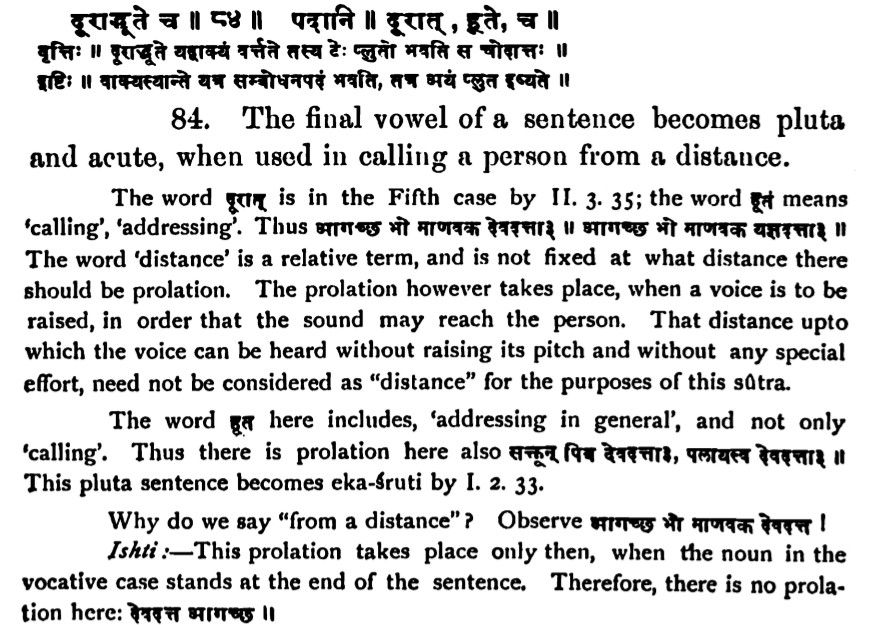 दूराद्धूते च ॥ ८४ ॥ पदानि ॥ दूरात् , हूते, च ॥
वृत्तिः ॥ दूराद्धूते यद्वाक्यं वर्त्तते तस्य टेः प्लुतो भवति स चोदात्तः ॥
इष्टिः ॥ वाक्यस्यान्ते यत्र सम्बोधनपदं भवति, तत्र अयं प्लुत इष्यते ॥
84. The final vowel of a sentence becomes pluta
and acute, when used in calling a person from a distance.
The word दूरात् is in the Fifth case by II. 3. 35; the word हूतं means
‘calling’, ‘addressing’. Thus आगच्छ भो माणवक देवदत्ता३ ॥ आगच्छ भो माणवक यज्ञदत्ता३ ॥
The word ‘distance’ is a relative term, and is not fixed at what distance there
should be prolation. The prolation however takes place, when a voice is to be
raised, in order that the sound may reach the person. That distance upto
which the voice can be heard without raising its pitch and without any special
effort, need not be considered as “distance” for the purposes of this sûtra.
The word हूत here includes, ‘addressing in general’, and not only
‘calling’. Thus there is prolation here also सक्तून् पिब देवदत्ता३, पलायस्व देवदत्ता३ ॥
This pluta sentence becomes eka-śruti by I. 2. 33.
Why do we say “from a distance”? Observe आगच्छ भो माणवक देवदत्त !
Ishti :—This prolation takes place only then, when the noun in the
vocative case stands at the end of the sentence. Therefore, there is no prola-
tion here: देवदत्त आगच्छ ॥